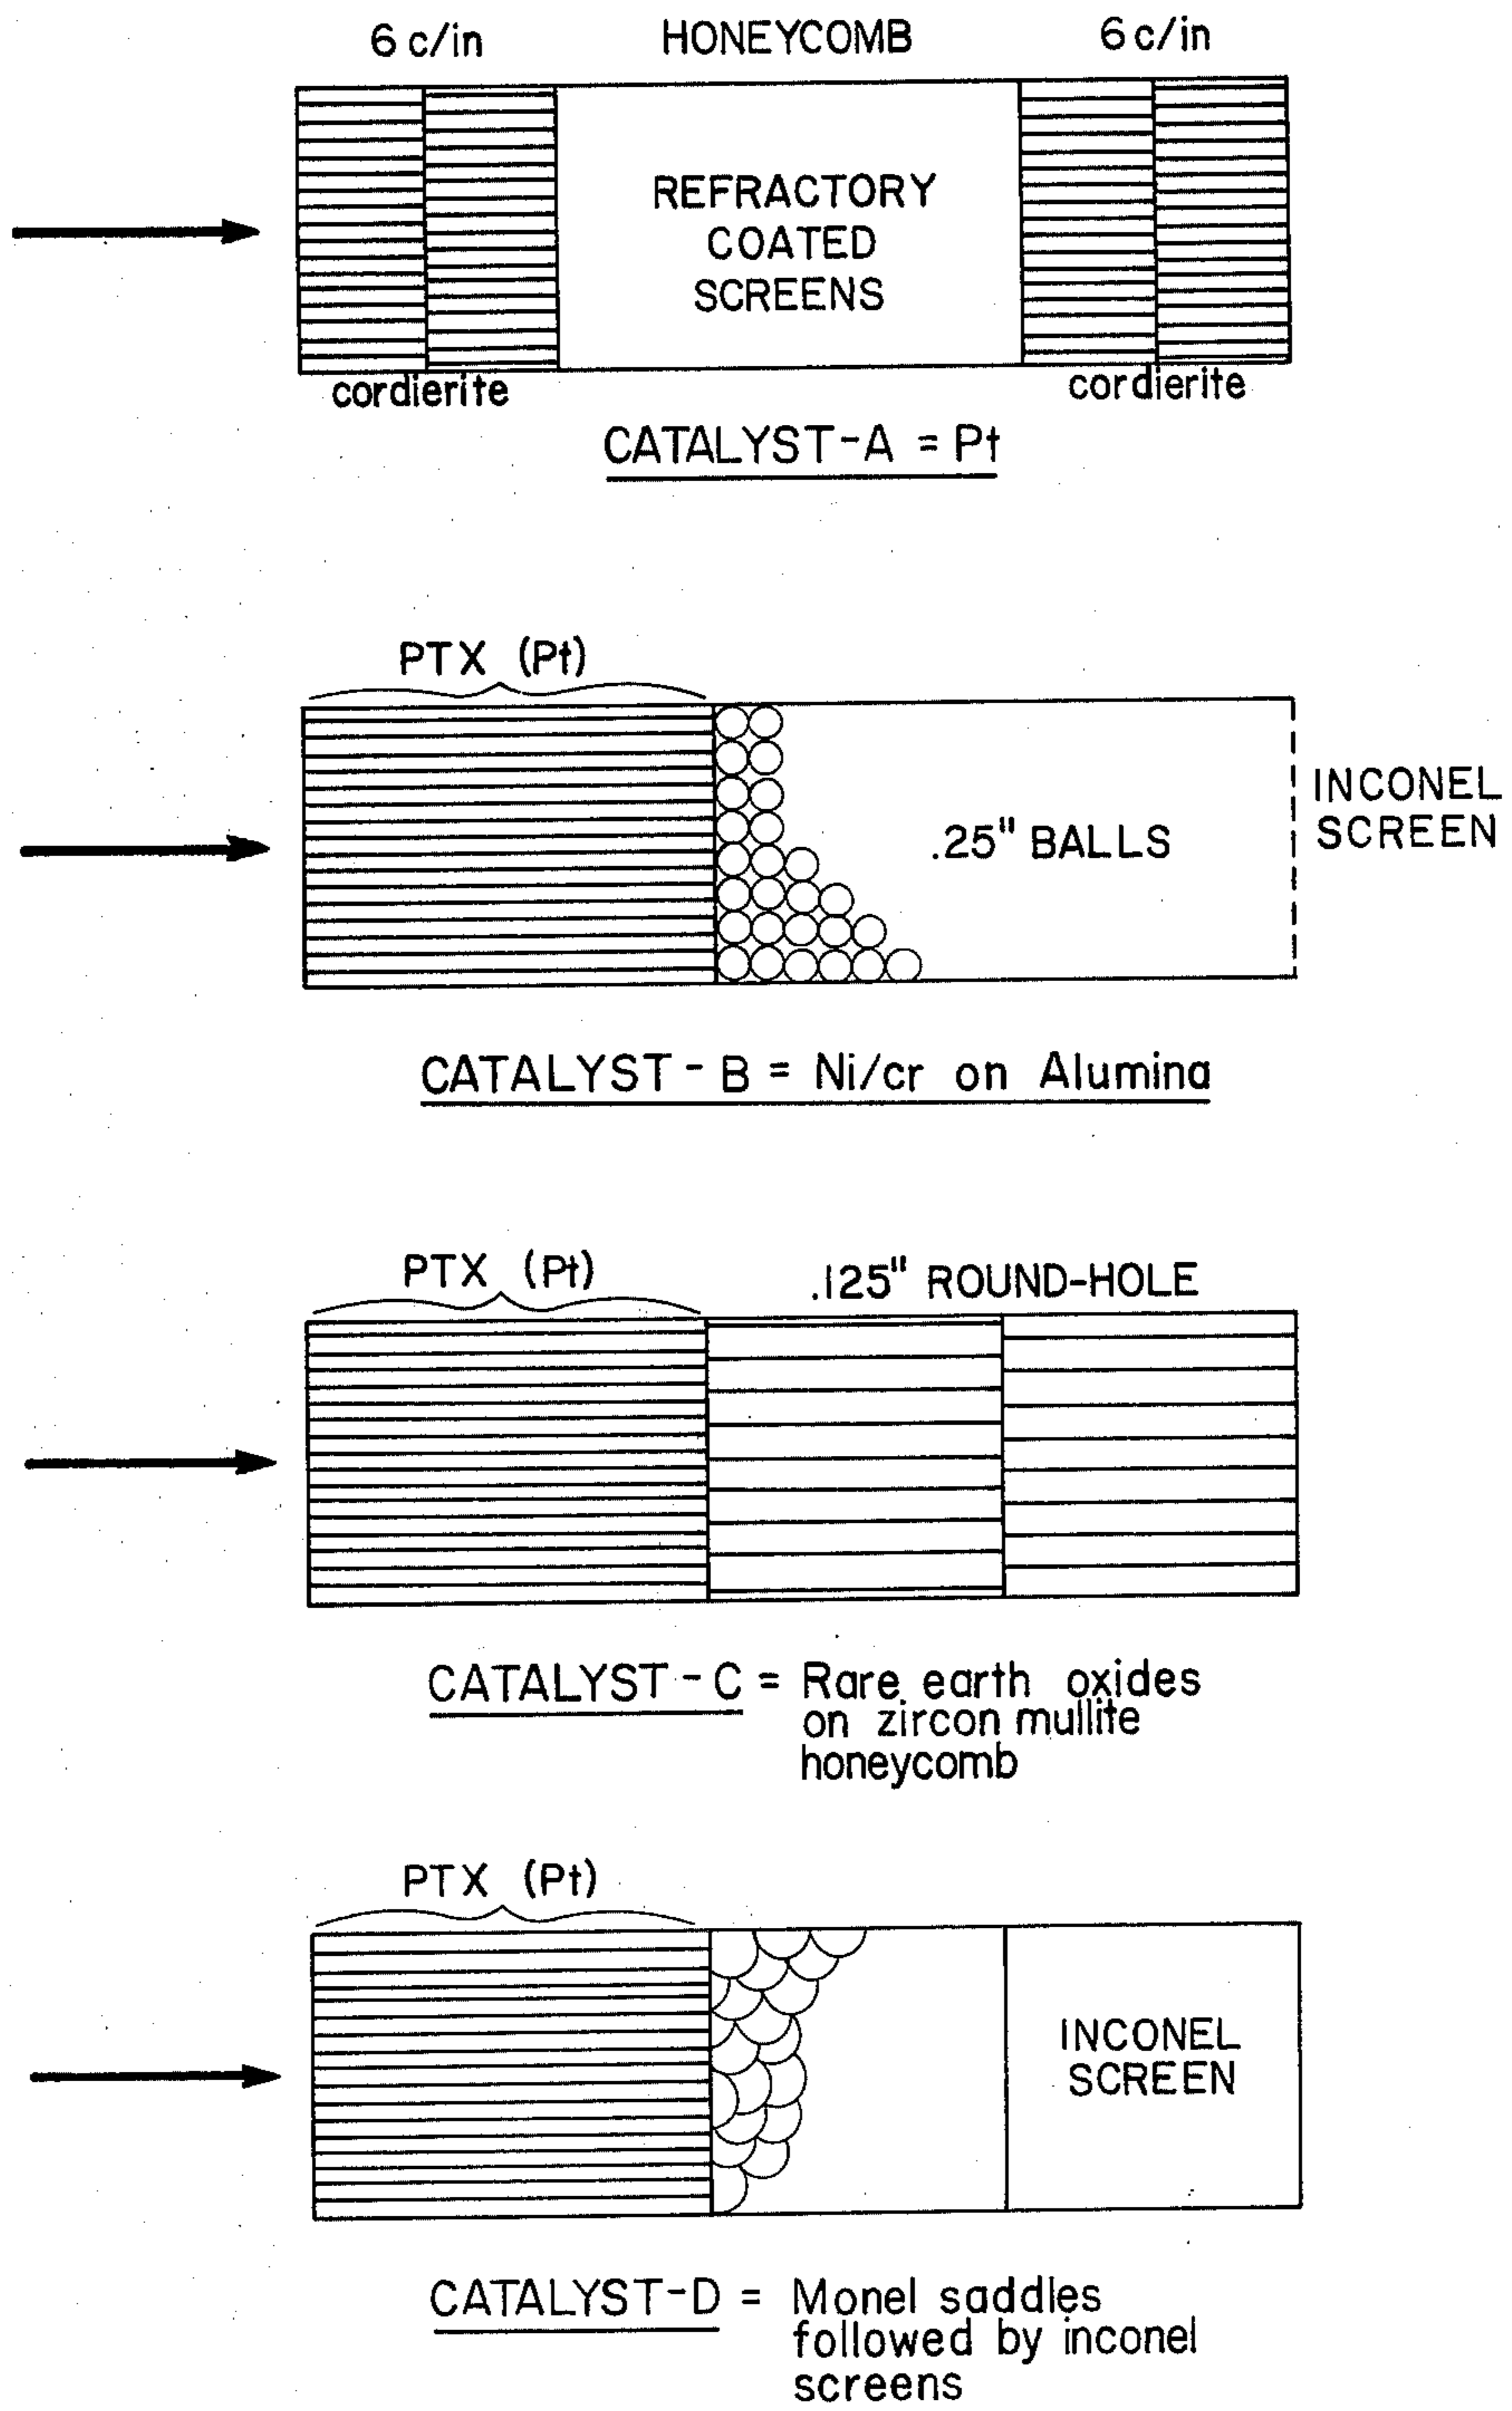 6 c/in HONEYCOMB 6 c/in
REFRACTORY
COATED
SCREENS
cordierite cordierite
CATALYST-A = Pt
PTX (Pt)
.25" BALLS
INCONEL
SCREEN
CATALYST - B = Ni/cr on Alumina
PTX (Pt)
.125" ROUND-HOLE
CATALYST - C = Rare earth oxides
on zircon mullite
honeycomb
PTX (Pt)
INCONEL
SCREEN
CATALYST-D = Monel saddles
followed by inconel
screens